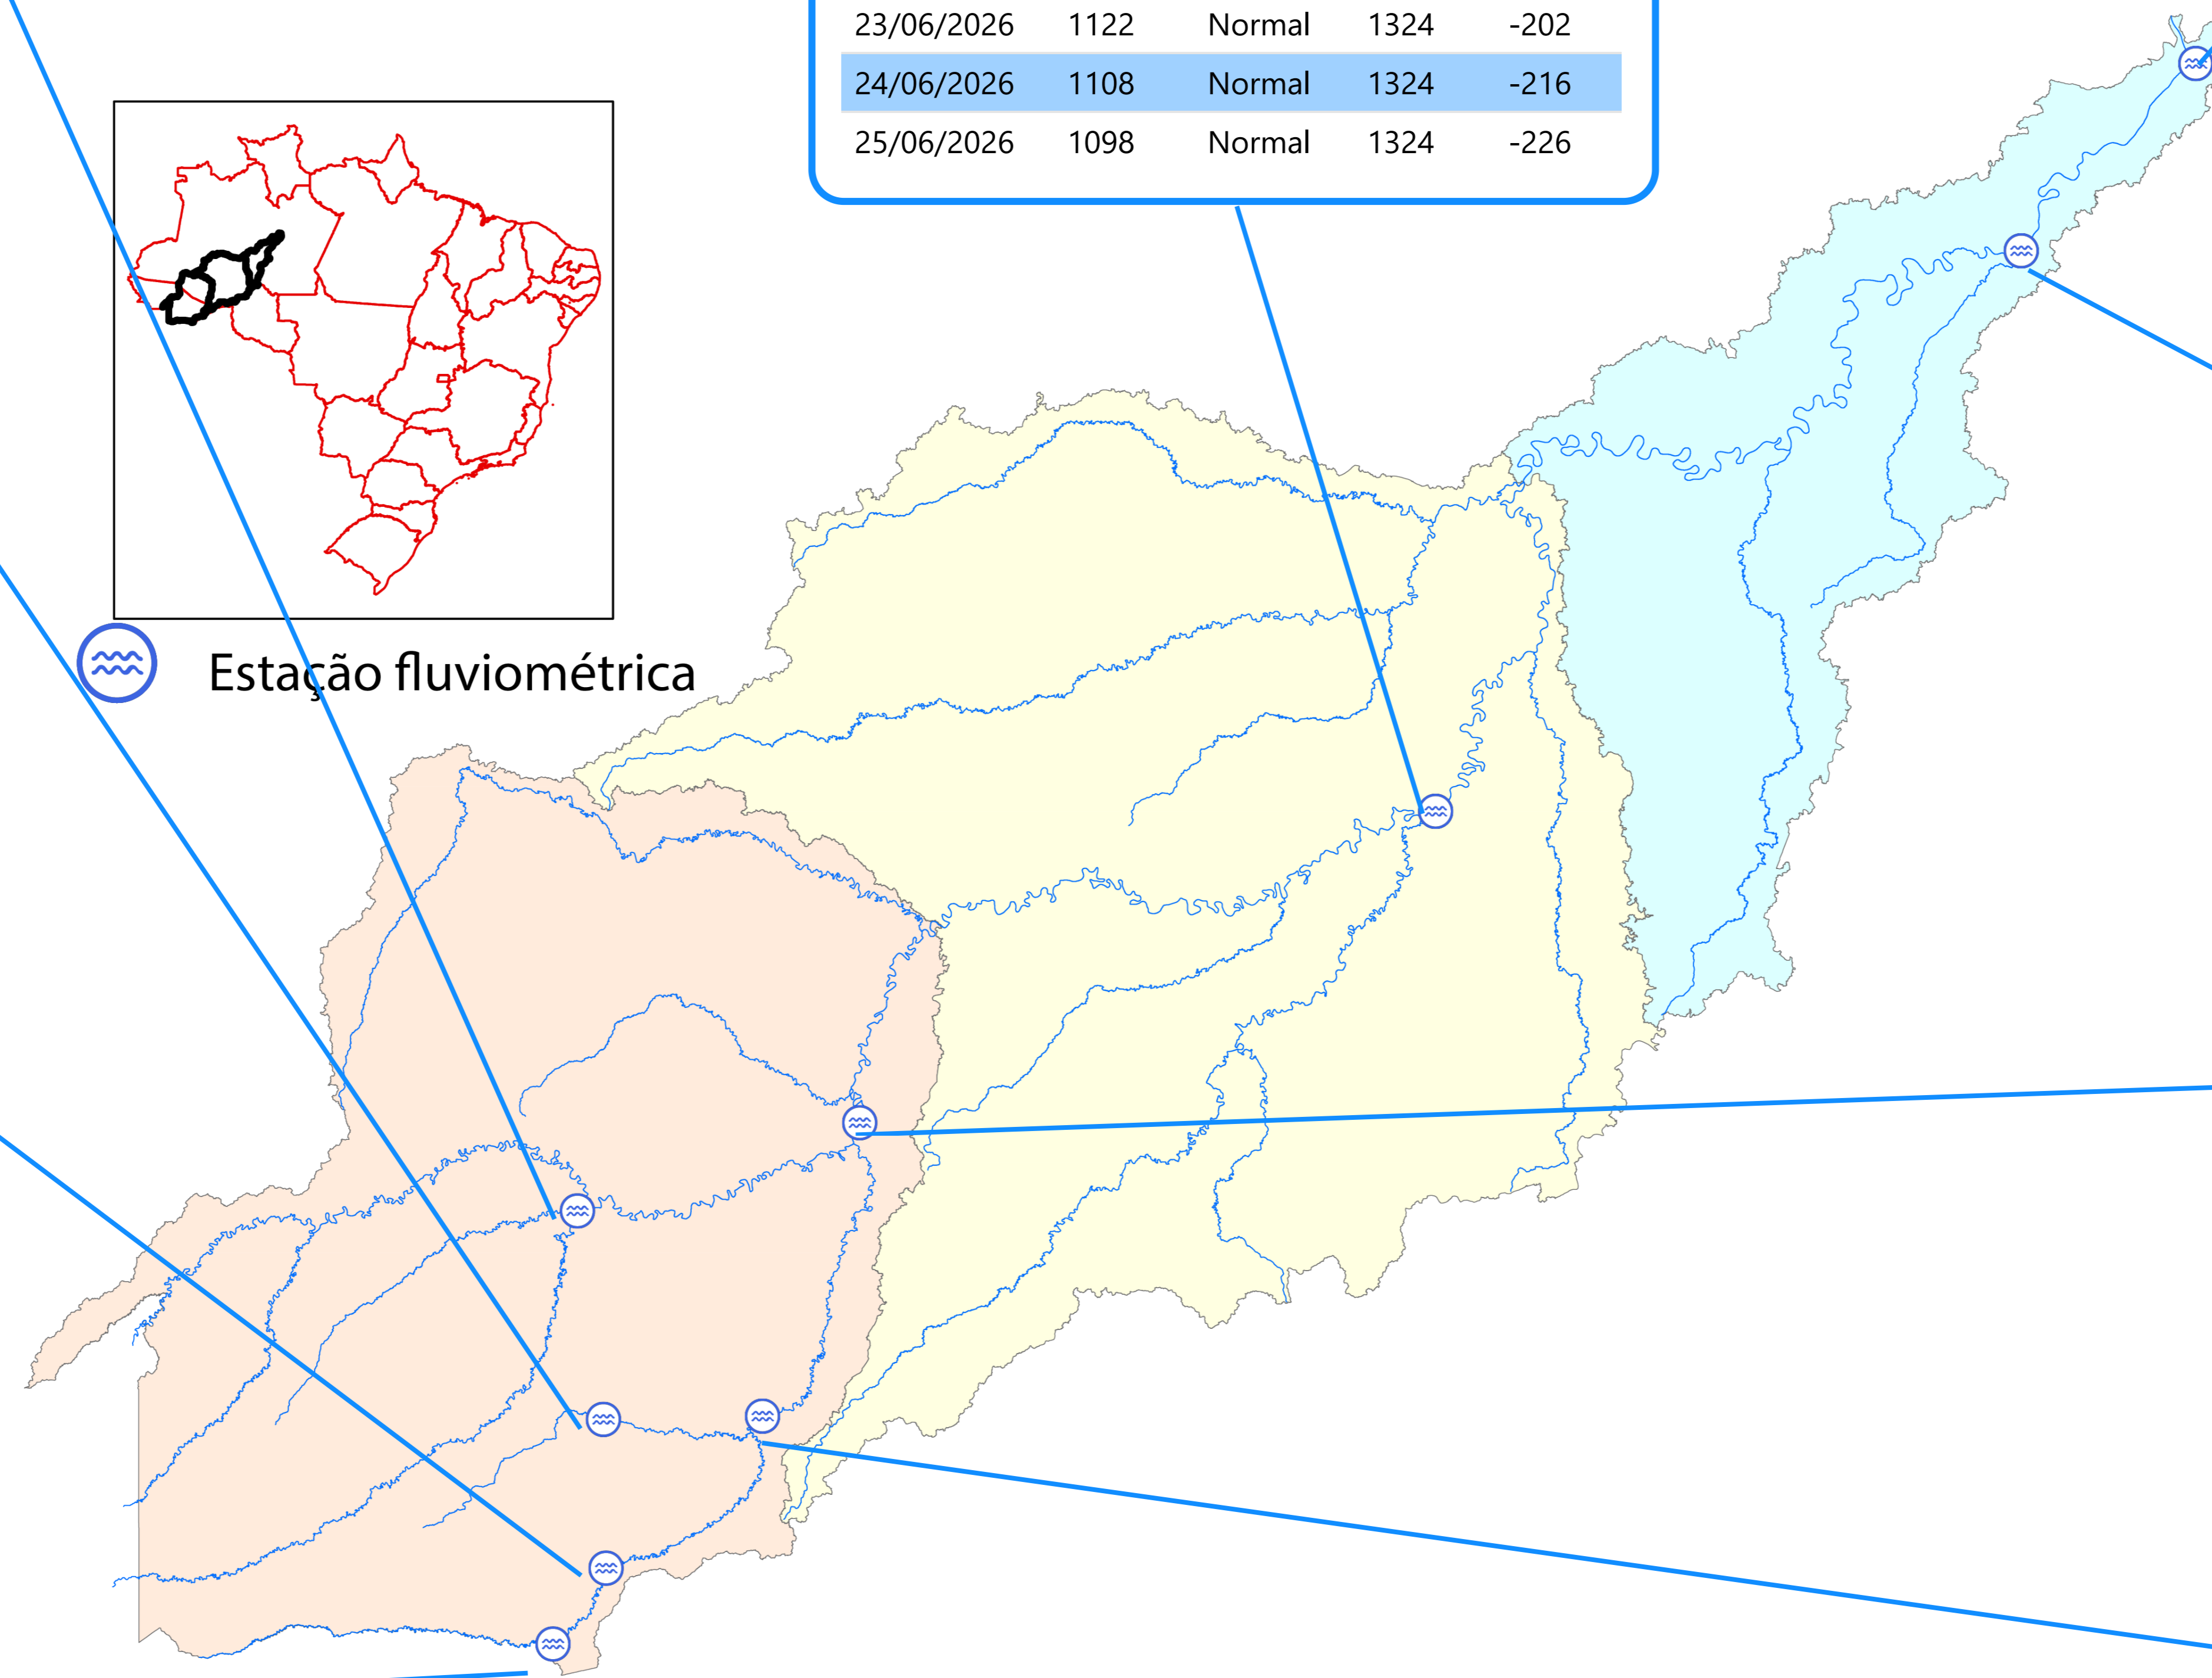 23/06/2026 1122 Normal 1324 -202
24/06/2026 1108 Normal 1324 -216
25/06/2026 1098 Normal 1324 -226
Estação fluviométrica